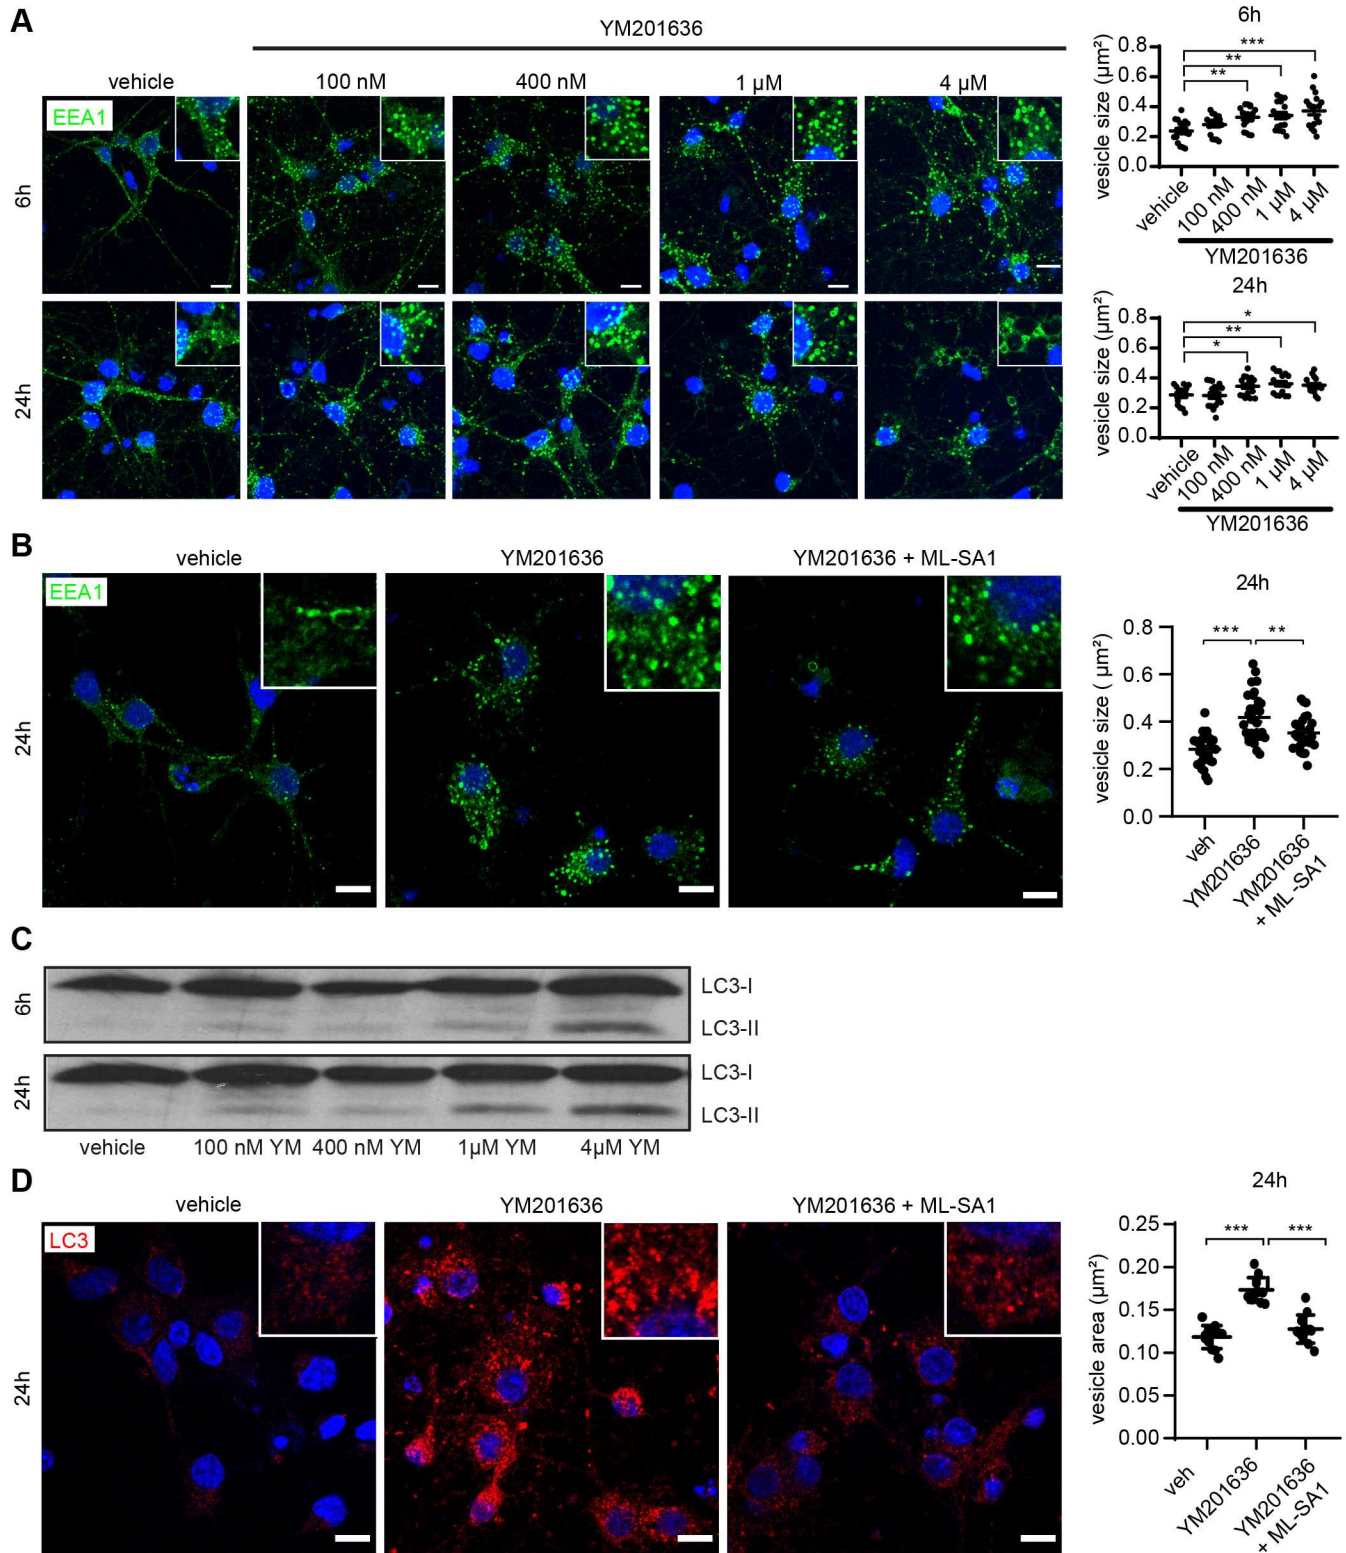 A
YM201636
vehicle 100 nM 400 nM 1 µM 4 µM
EEA1
6h
24h
6h
vesicle size (µm²)
0.8
0.6
0.4
0.2
0.0
***
**
**
vehicle 100 nM 400 nM 1 µM 4 µM
YM201636
24h
vesicle size (µm²)
0.8
0.6
0.4
0.2
0.0
*
**
*
vehicle 100 nM 400 nM 1 µM 4 µM
YM201636
B
vehicle YM201636 YM201636 + ML-SA1
EEA1
24h
24h
vesicle size ( µm²)
0.8
0.6
0.4
0.2
0.0
*** **
veh YM201636 YM201636
+ ML-SA1
C
6h
LC3-I
LC3-II
24h
LC3-I
LC3-II
vehicle 100 nM YM 400 nM YM 1µM YM 4µM YM
D
vehicle YM201636 YM201636 + ML-SA1
LC3
24h
24h
vesicle area (µm²)
0.25
0.20
0.15
0.10
0.05
0.00
*** ***
veh YM201636 YM201636
+ ML-SA1